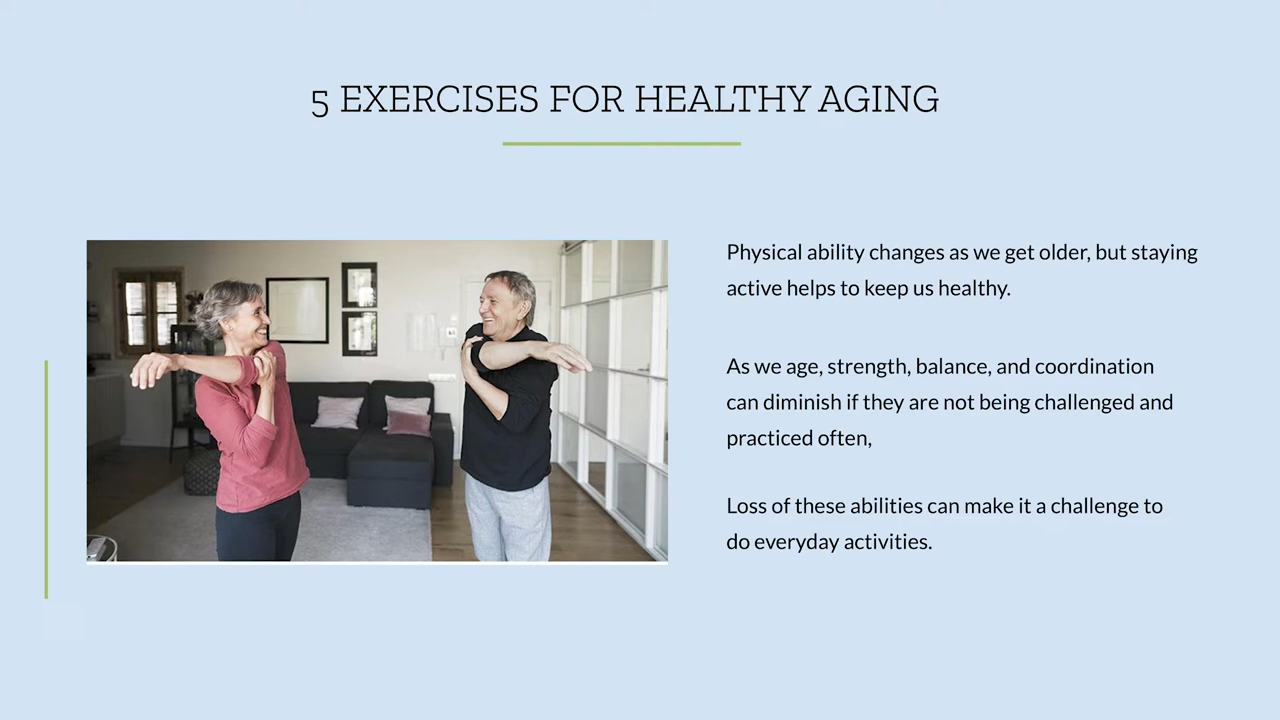 5 EXERCISES FOR HEALTHY AGING
Physical ability changes as we get older, but staying
active helps to keep us healthy.
As we age, strength, balance, and coordination
can diminish if they are not being challenged and
practiced often,
Loss of these abilities can make it a challenge to
do everyday activities.